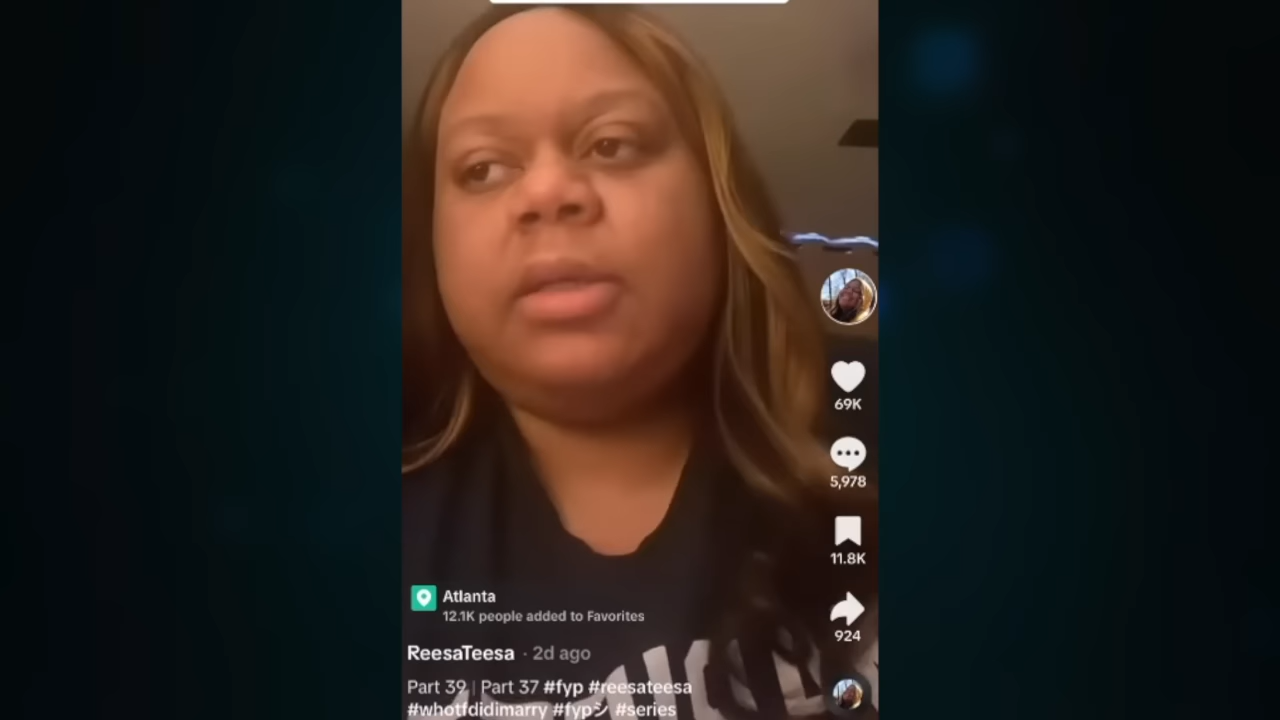 69K
5,978
11.8K
924
Atlanta
12.1K people added to Favorites
ReesaTeesa · 2d ago
Part 39 | Part 37 #fyp #reesateesa
#whotfdidimarry #fypシ #series